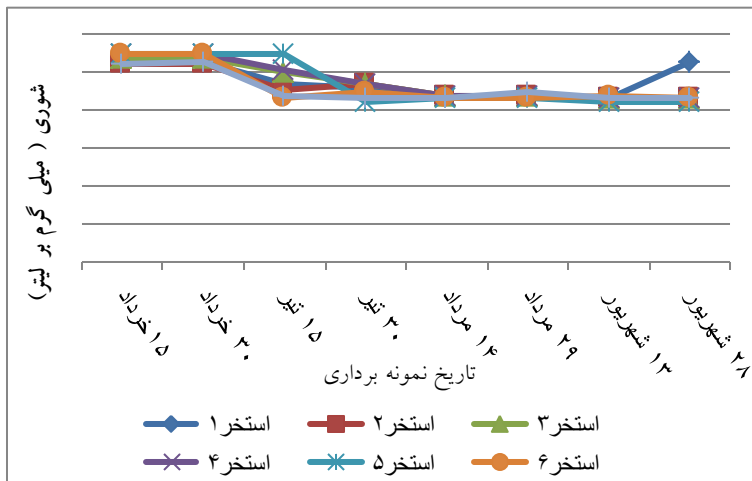 شوری ( میلی گرم بر لیتر)
۱۵ خرداد
۳۰ خرداد
۱۵ تیر
۳۰ تیر
۱۴ مرداد
۲۹ مرداد
۱۳ شهریور
۲۸ شهریور
تاریخ نمونه برداری
استخر۱ استخر۲ استخر۳
استخر۴ استخر۵ استخر۶